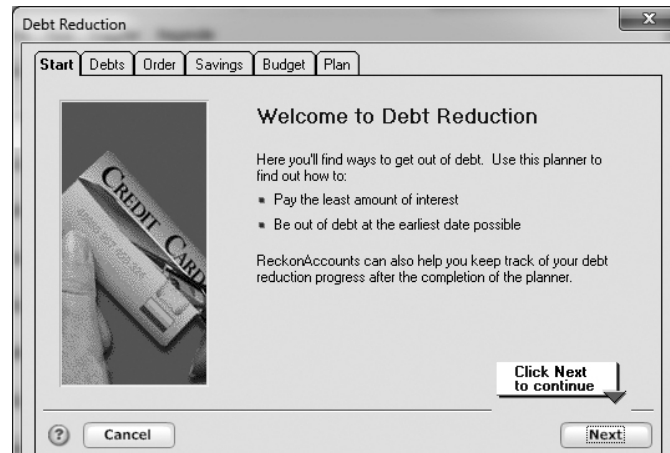 Debt Reduction
Start Debts Order Savings Budget Plan
Welcome to Debt Reduction
Here you'll find ways to get out of debt. Use this planner to
find out how to:
Pay the least amount of interest
Be out of debt at the earliest date possible
ReckonAccounts can also help you keep track of your debt
reduction progress after the completion of the planner.
CREDIT CARD
Click Next
to continue
Cancel
Next